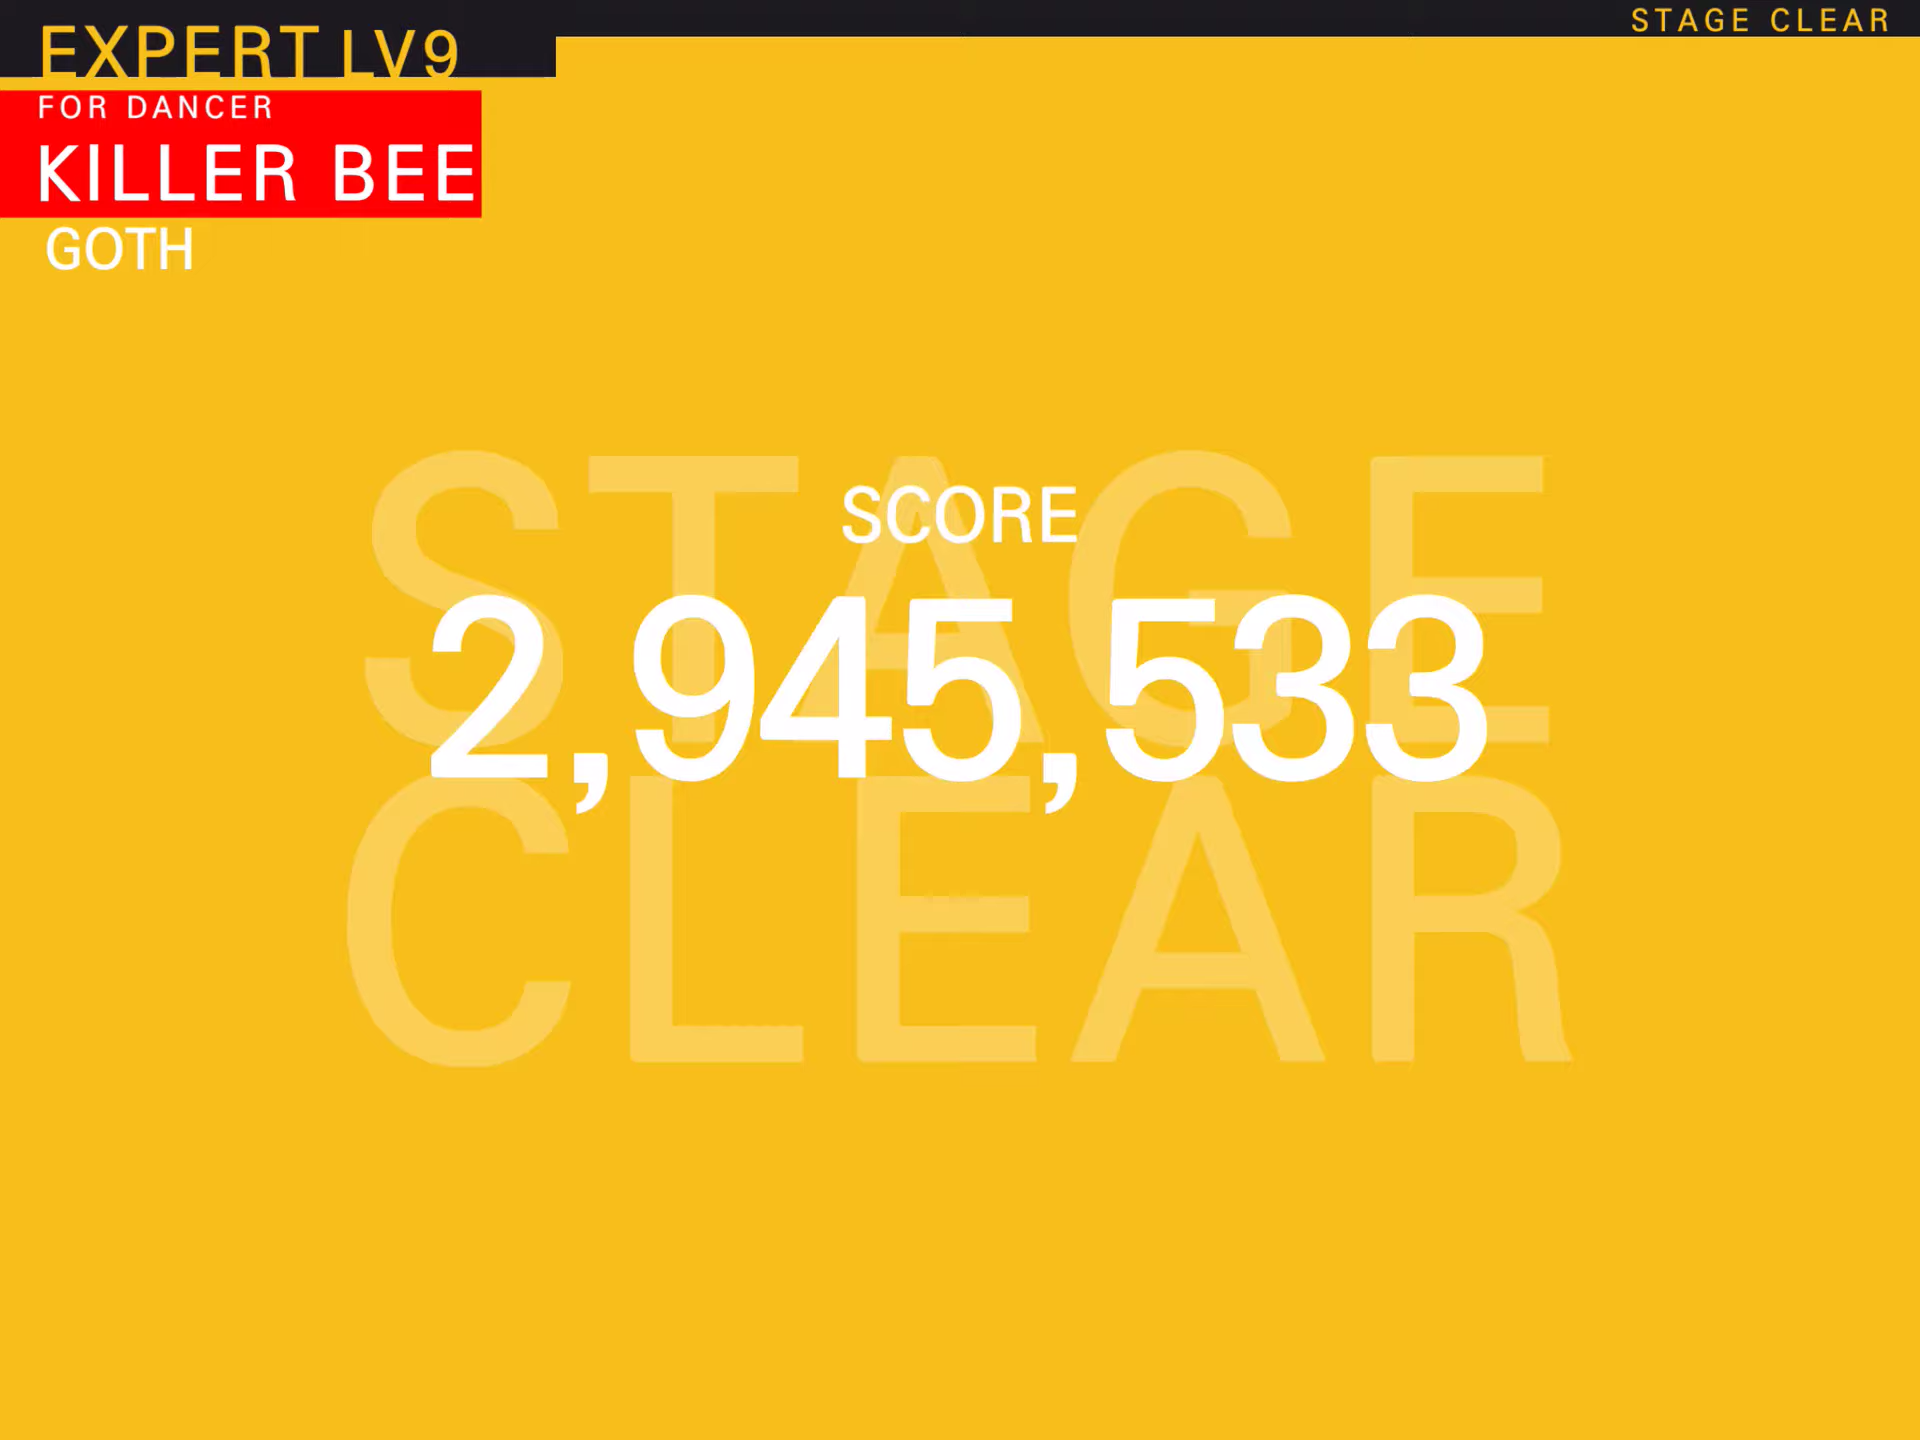 STAGE CLEAR
EXPERT LV9
FOR DANCER
KILLER BEE
GOTH
STAGE
SCORE
2,945,533
CLEAR